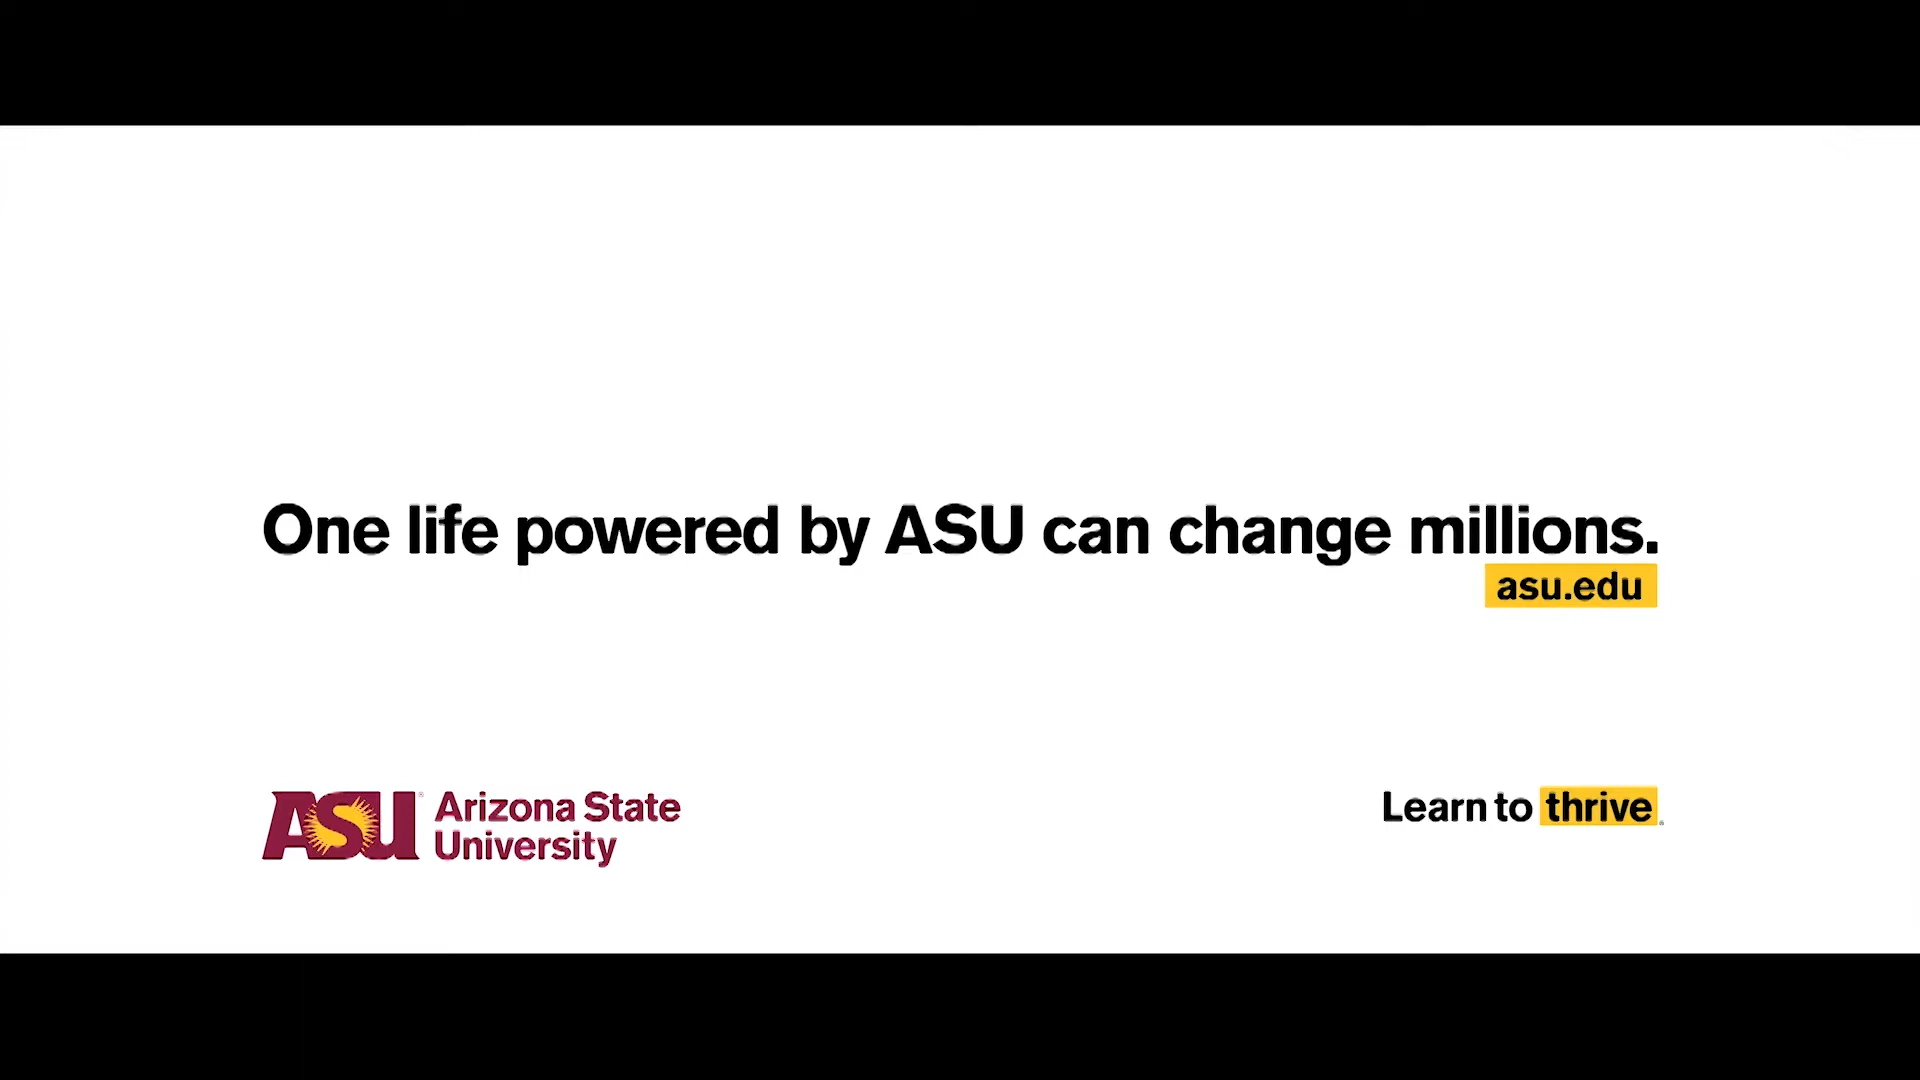 One life powered by ASU can change millions.
asu.edu
ASU Arizona State
University
Learn to thrive